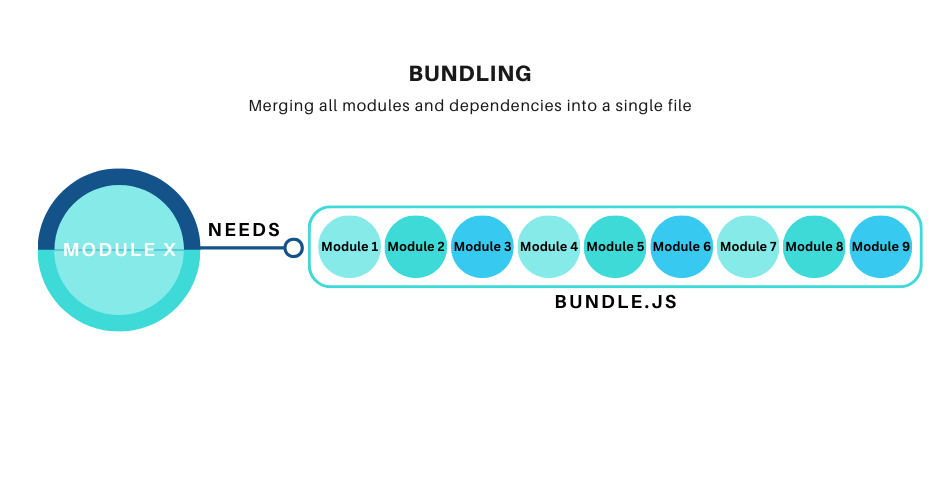 BUNDLING
Merging all modules and dependencies into a single file
MODULE X
NEEDS
Module 1 Module 2 Module 3 Module 4 Module 5 Module 6 Module 7 Module 8 Module 9
BUNDLE.JS